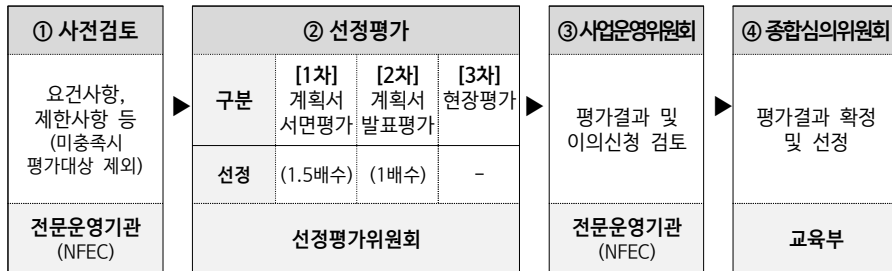 ① 사전검토
요건사항,
제한사항 등
(미충족시
평가대상 제외)
전문운영기관
(NFEC)
▶
② 선정평가
구분
[1차]
계획서
서면평가
[2차]
계획서
발표평가
[3차]
현장평가
선정
(1.5배수)
(1배수)
-
선정평가위원회
▶
③ 사업운영위원회
평가결과 및
이의신청 검토
전문운영기관
(NFEC)
▶
④ 종합심의위원회
평가결과 확정
및 선정
교육부